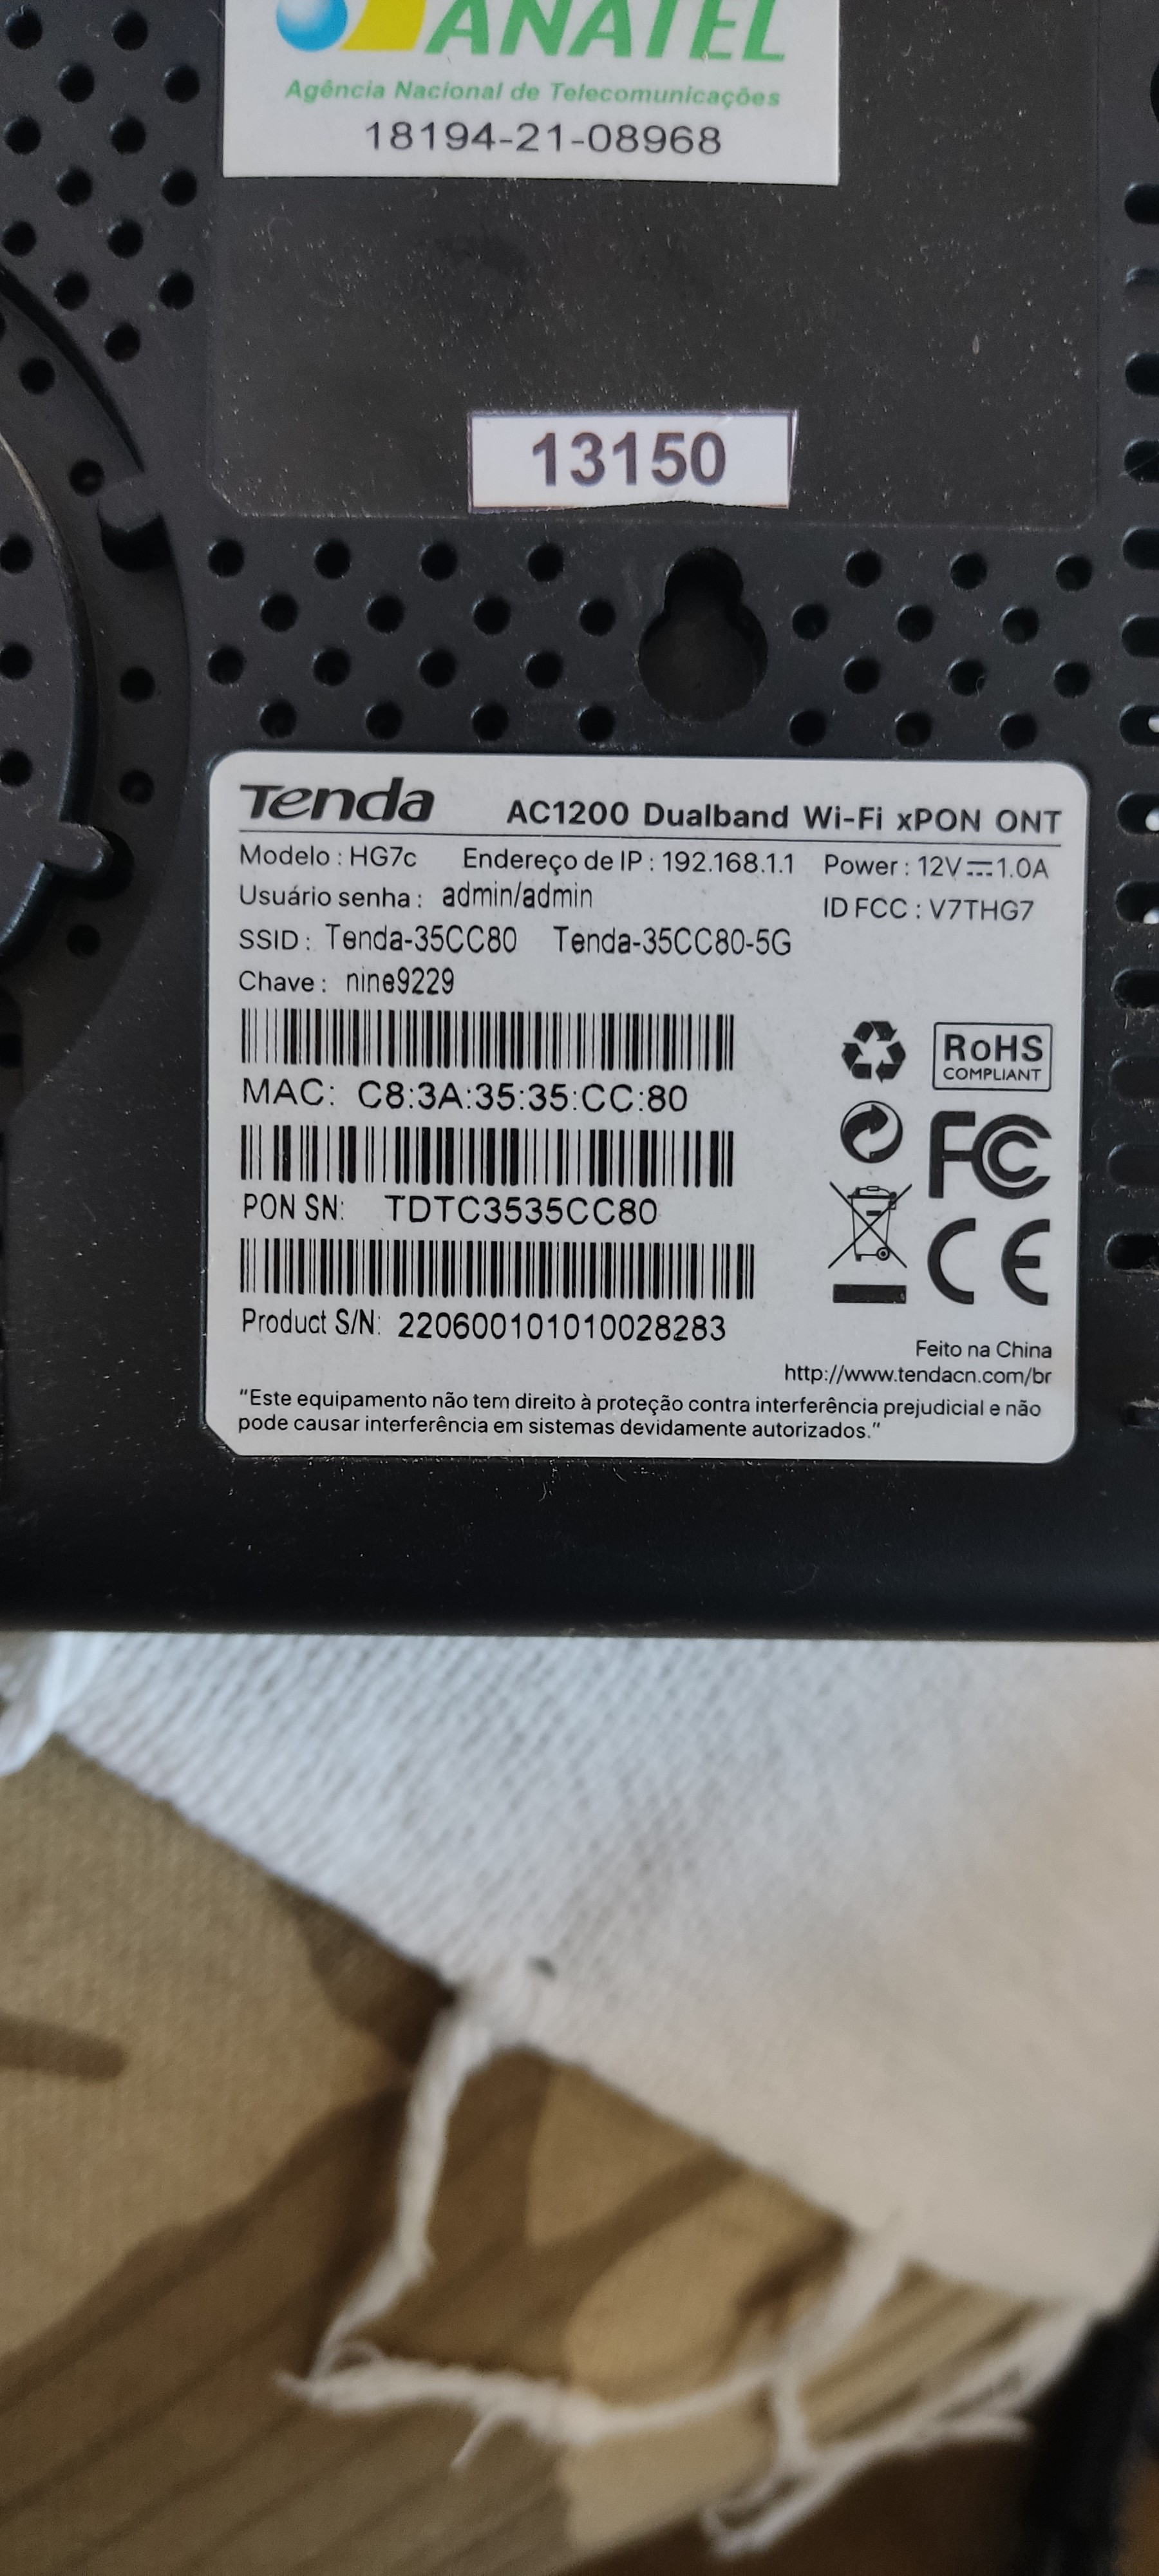 ANATEL
Agência Nacional de Telecomunicações
18194-21-08968
13150
Tenda AC1200 Dualband Wi-Fi xPON ONT
Modelo : HG7c Endereço de IP : 192.168.1.1 Power : 12V⎓1.0A
Usuário senha : admin/admin ID FCC : V7THG7
SSID : Tenda-35CC80 Tenda-35CC80-5G
Chave : nine9229
MAC: C8:3A:35:35:CC:80
RoHS
COMPLIANT
FC
PON SN: TDTC3535CC80
CE
Product S/N: 220600101010028283
Feito na China
http://www.tendacn.com/br
"Este equipamento não tem direito à proteção contra interferência prejudicial e não
pode causar interferência em sistemas devidamente autorizados."